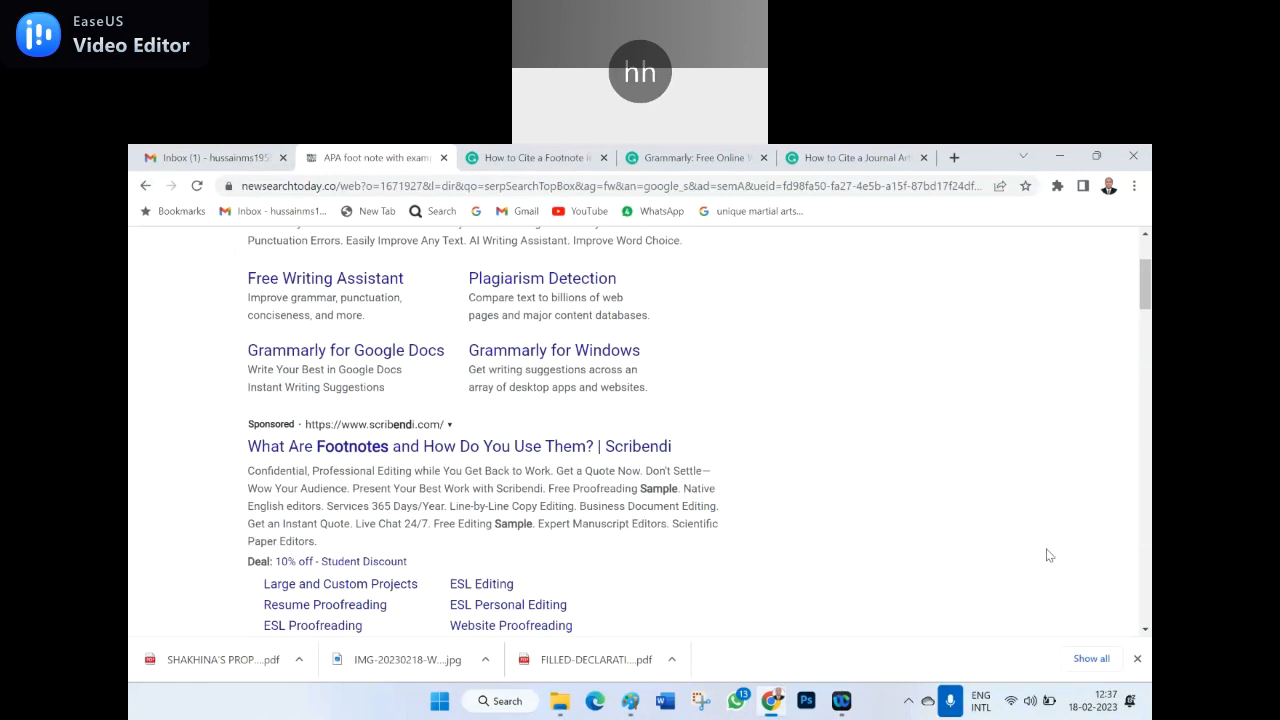 EaseUS
Video Editor
hh
Inbox (1) - hussainms195
APA foot note with exam
How to Cite a Footnote i
Grammarly: Free Online
How to Cite a Journal Ar
newsearchtoday.co/web?o=1671927&l=dir&qo=serpSearchTopBox&ag=fw&an=google_s&ad=semA&ueid=fd98fa50-fa27-4e5b-a15f-87bd17f24df...
Bookmarks
Inbox - hussainms1...
New Tab
Search
Gmail
YouTube
WhatsApp
unique martial arts...
Punctuation Errors. Easily Improve Any Text. AI Writing Assistant. Improve Word Choice.
Free Writing Assistant
Improve grammar, punctuation,
conciseness, and more.
Plagiarism Detection
Compare text to billions of web
pages and major content databases.
Grammarly for Google Docs
Write Your Best in Google Docs
Instant Writing Suggestions
Grammarly for Windows
Get writing suggestions across an
array of desktop apps and websites.
Sponsored · https://www.scribendi.com/
What Are Footnotes and How Do You Use Them? | Scribendi
Confidential, Professional Editing while You Get Back to Work. Get a Quote Now. Don't Settle—
Wow Your Audience. Present Your Best Work with Scribendi. Free Proofreading Sample. Native
English editors. Services 365 Days/Year. Line-by-Line Copy Editing. Business Document Editing.
Get an Instant Quote. Live Chat 24/7. Free Editing Sample. Expert Manuscript Editors. Scientific
Paper Editors.
Deal: 10% off - Student Discount
Large and Custom Projects
ESL Editing
Resume Proofreading
ESL Personal Editing
ESL Proofreading
Website Proofreading
SHAKHINA'S PROP....pdf
IMG-20230218-W...jpg
FILLED-DECLARATI....pdf
Show all
Search
13
ENG
INTL
12:37
18-02-2023